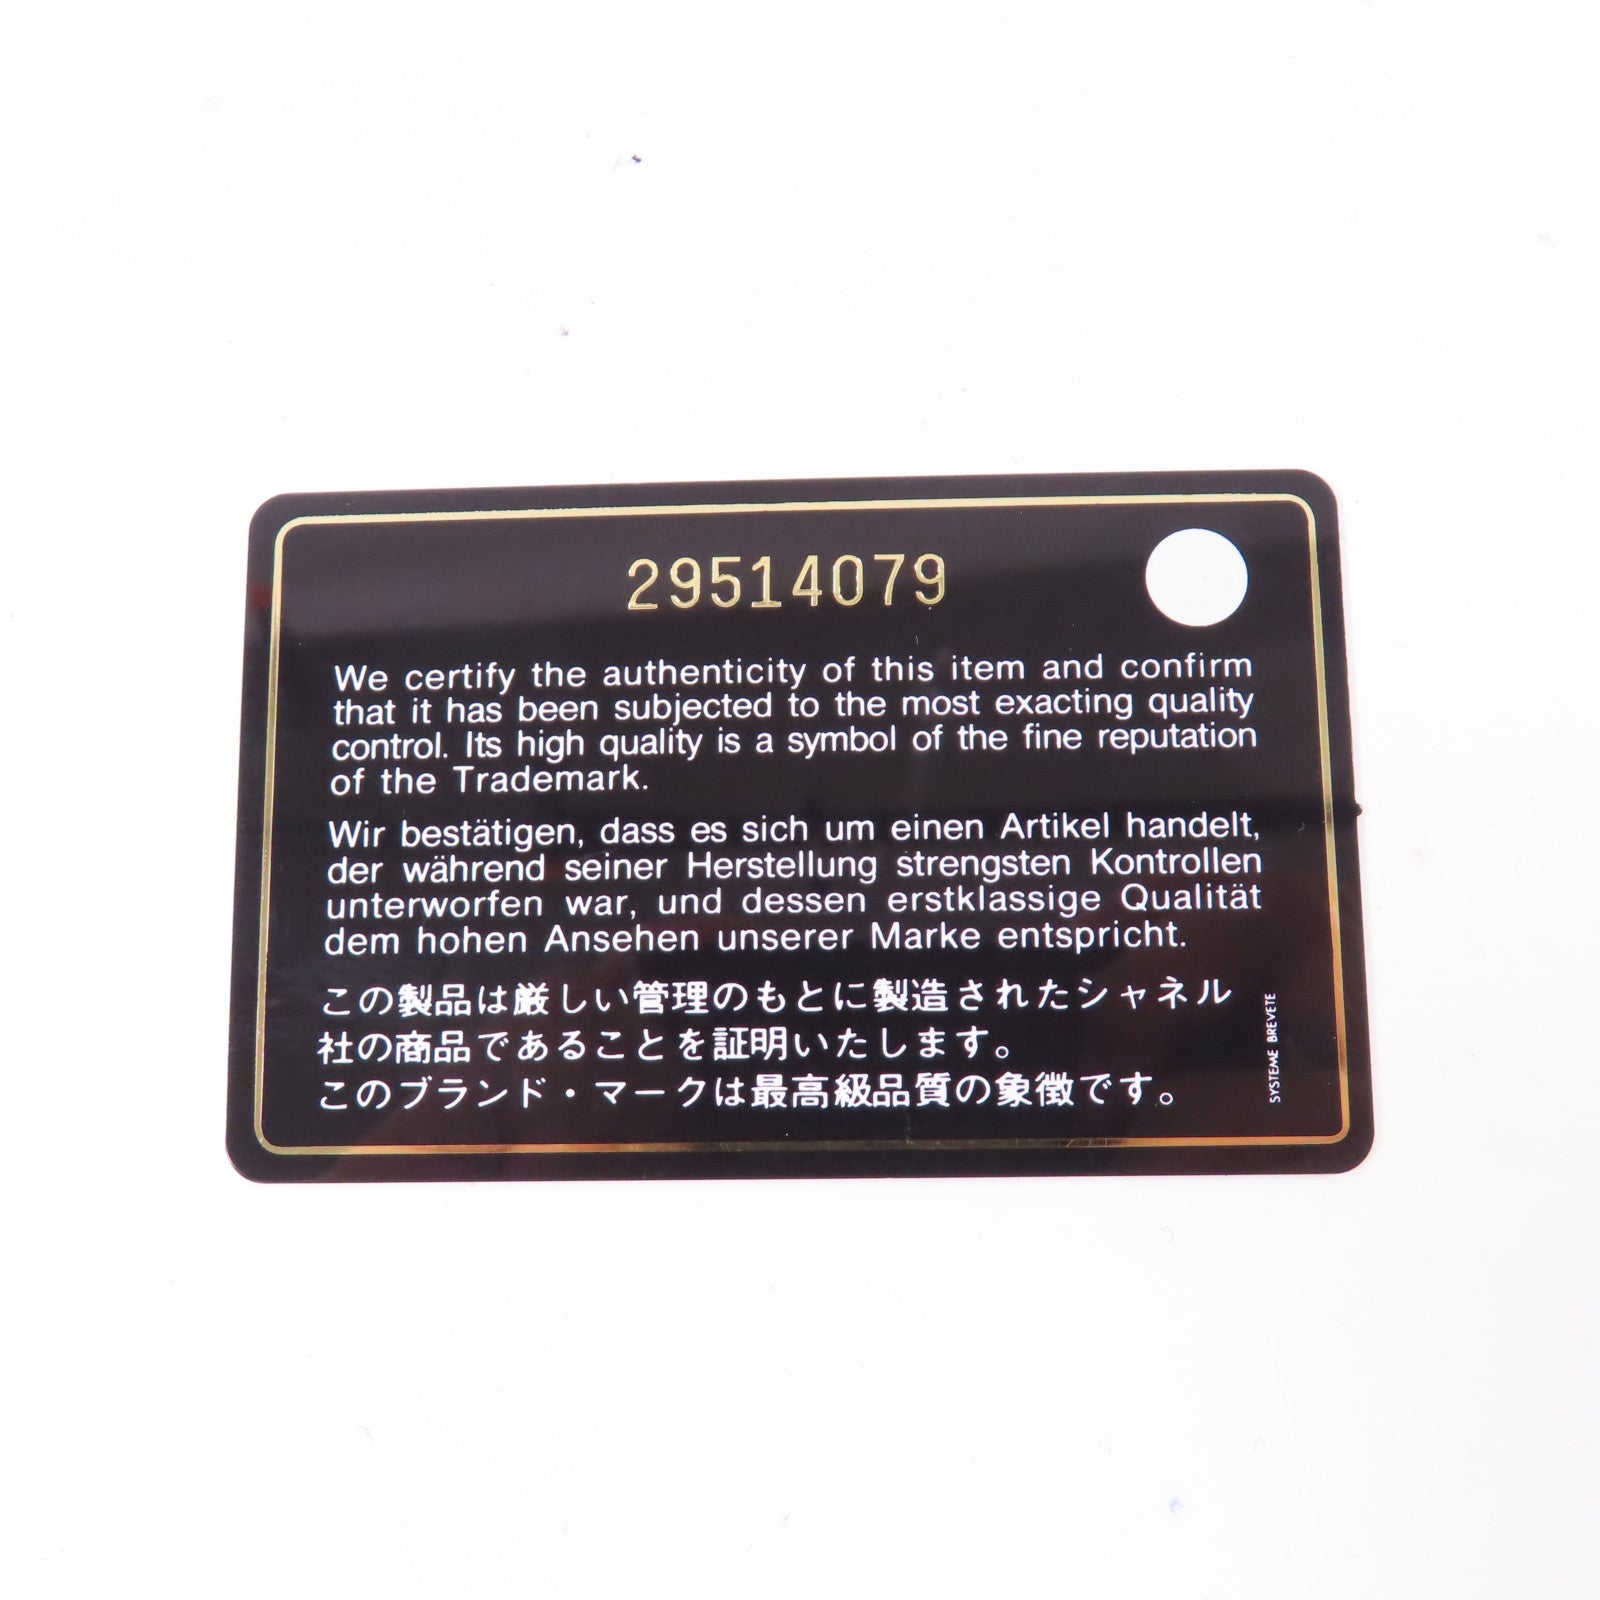 29514079
We certify the authenticity of this item and confirm
that it has been subjected to the most exacting quality
control. Its high quality is a symbol of the fine reputation
of the Trademark.
Wir bestätigen, dass es sich um einen Artikel handelt,
der während seiner Herstellung strengsten Kontrollen
unterworfen war, und dessen erstklassige Qualität
dem hohen Ansehen unserer Marke entspricht.
この製品は厳しい管理のもとに製造されたシャネル
社の商品であることを証明いたします。
このブランド・マークは最高級品質の象徴です。
SYSTEME BREVETE